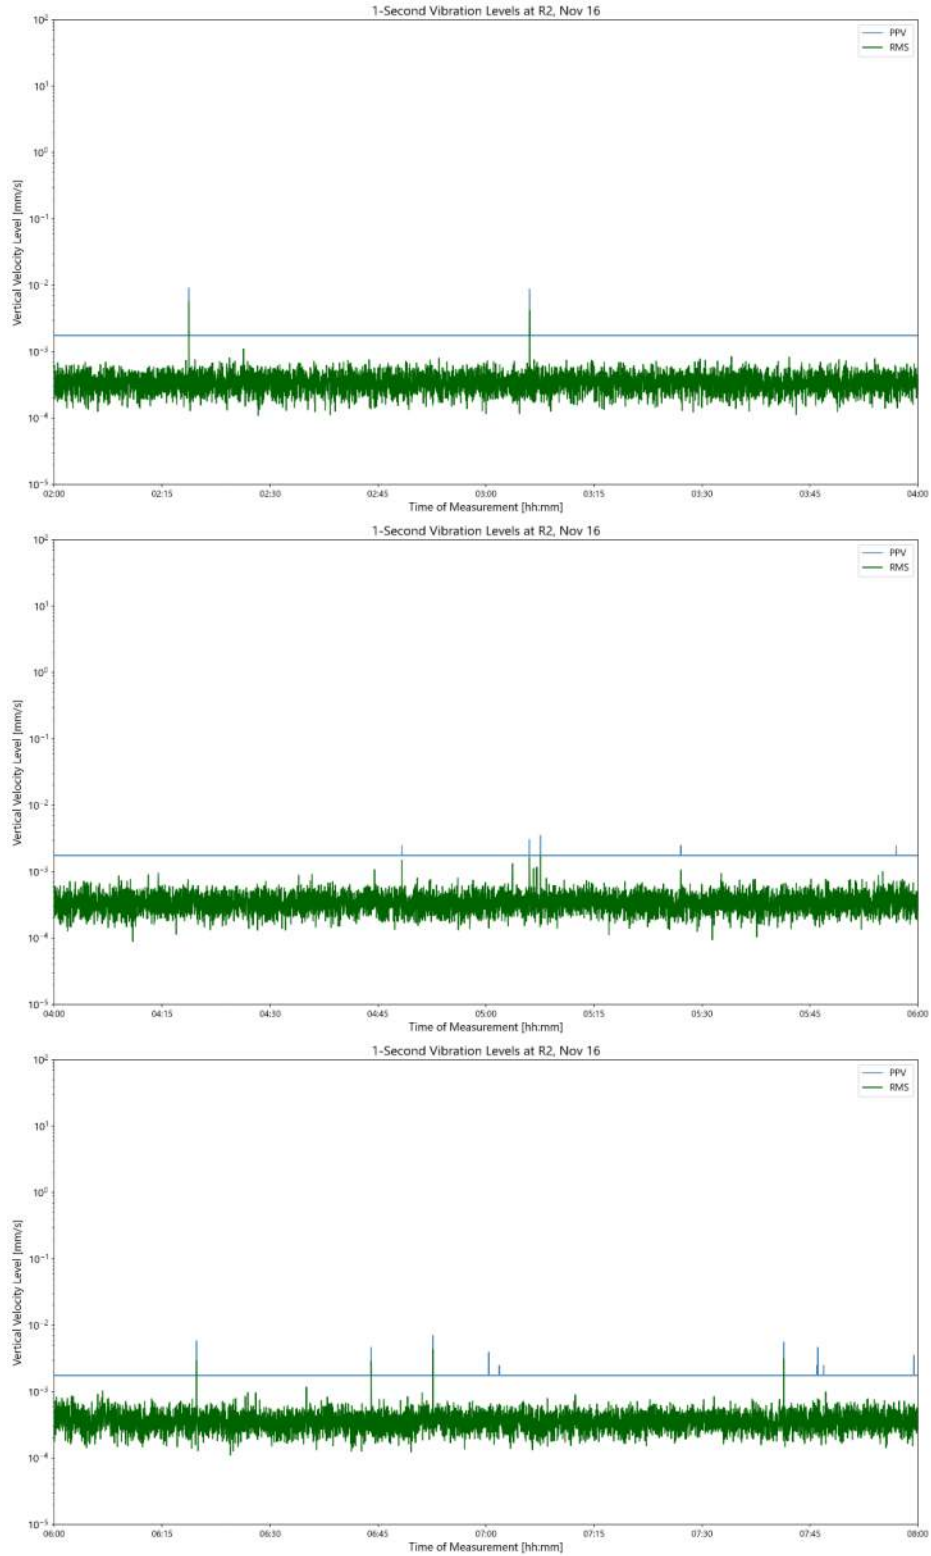 1-Second Vibration Levels at R2, Nov 16
10²
PPV
RMS
10¹
10⁰
10⁻¹
10⁻²
10⁻³
10⁻⁴
10⁻⁵
Vertical Velocity Level [mm/s]
02:00 02:15 02:30 02:45 03:00 03:15 03:30 03:45 04:00
Time of Measurement [hh:mm]
1-Second Vibration Levels at R2, Nov 16
10²
PPV
RMS
10¹
10⁰
10⁻¹
10⁻²
10⁻³
10⁻⁴
10⁻⁵
Vertical Velocity Level [mm/s]
04:00 04:15 04:30 04:45 05:00 05:15 05:30 05:45 06:00
Time of Measurement [hh:mm]
1-Second Vibration Levels at R2, Nov 16
10²
PPV
RMS
10¹
10⁰
10⁻¹
10⁻²
10⁻³
10⁻⁴
10⁻⁵
Vertical Velocity Level [mm/s]
06:00 06:15 06:30 06:45 07:00 07:15 07:30 07:45 08:00
Time of Measurement [hh:mm]